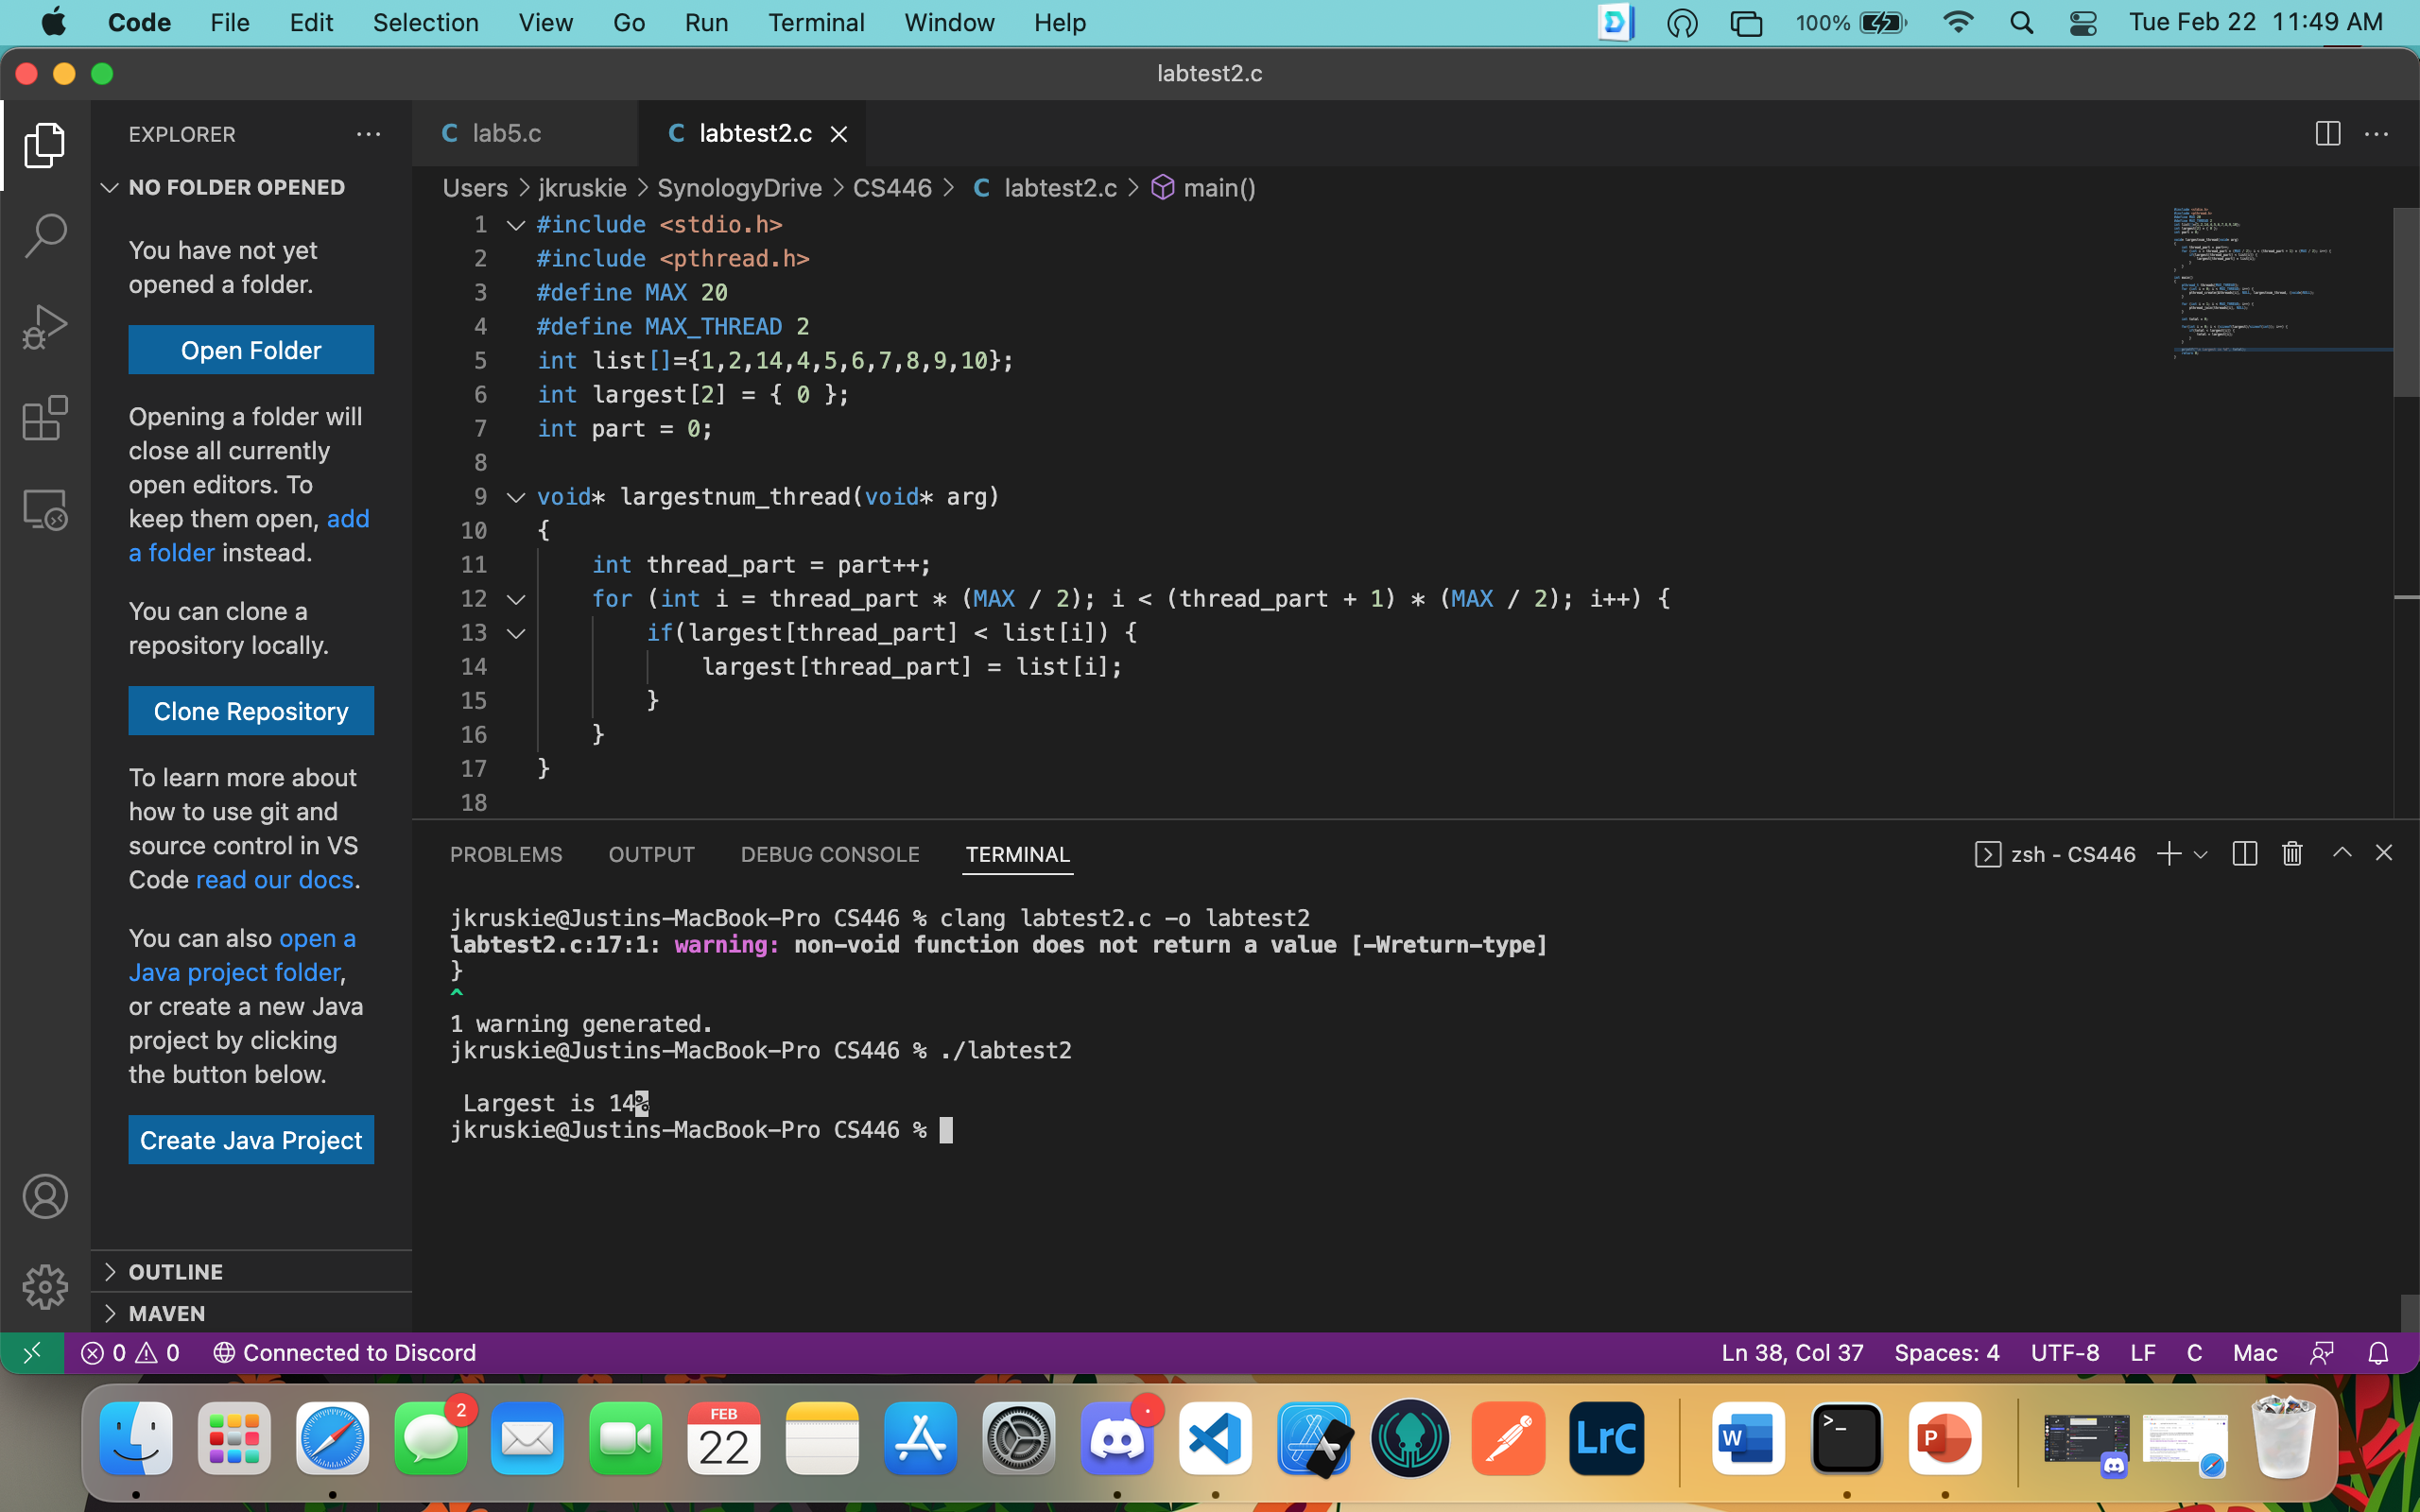 Code File Edit Selection View Go Run Terminal Window Help 100% Tue Feb 22 11:49 AM
labtest2.c
EXPLORER
NO FOLDER OPENED
You have not yet
opened a folder.
Open Folder
Opening a folder will
close all currently
open editors. To
keep them open, add
a folder instead.
You can clone a
repository locally.
Clone Repository
To learn more about
how to use git and
source control in VS
Code read our docs.
You can also open a
Java project folder,
or create a new Java
project by clicking
the button below.
Create Java Project
OUTLINE
MAVEN
C lab5.c C labtest2.c
Users > jkruskie > SynologyDrive > CS446 > C labtest2.c > main()
1 #include <stdio.h>
2 #include <pthread.h>
3 #define MAX 20
4 #define MAX_THREAD 2
5 int list[]={1,2,14,4,5,6,7,8,9,10};
6 int largest[2] = { 0 };
7 int part = 0;
8
9 void* largestnum_thread(void* arg)
10 {
11 int thread_part = part++;
12 for (int i = thread_part * (MAX / 2); i < (thread_part + 1) * (MAX / 2); i++) {
13 if(largest[thread_part] < list[i]) {
14 largest[thread_part] = list[i];
15 }
16 }
17 }
18
PROBLEMS OUTPUT DEBUG CONSOLE TERMINAL zsh - CS446
jkruskie@Justins-MacBook-Pro CS446 % clang labtest2.c -o labtest2
labtest2.c:17:1: warning: non-void function does not return a value [-Wreturn-type]
}
^
1 warning generated.
jkruskie@Justins-MacBook-Pro CS446 % ./labtest2
Largest is 14%
jkruskie@Justins-MacBook-Pro CS446 %
0 0 Connected to Discord Ln 38, Col 37 Spaces: 4 UTF-8 LF C Mac
2
FEB
22
LrC
W
>_
P